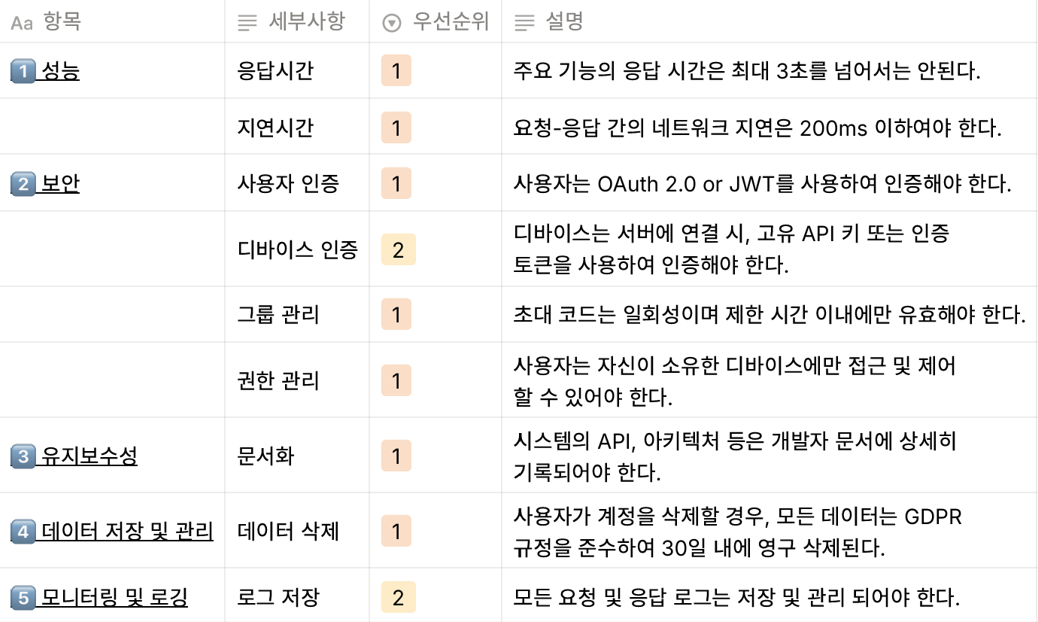 Aa 항목 세부사항 우선순위 설명
1 성능 응답시간 1 주요 기능의 응답 시간은 최대 3초를 넘어서는 안된다.
지연시간 1 요청-응답 간의 네트워크 지연은 200ms 이하여야 한다.
2 보안 사용자 인증 1 사용자는 OAuth 2.0 or JWT를 사용하여 인증해야 한다.
디바이스 인증 2 디바이스는 서버에 연결 시, 고유 API 키 또는 인증
토큰을 사용하여 인증해야 한다.
그룹 관리 1 초대 코드는 일회성이며 제한 시간 이내에만 유효해야 한다.
권한 관리 1 사용자는 자신이 소유한 디바이스에만 접근 및 제어
할 수 있어야 한다.
3 유지보수성 문서화 1 시스템의 API, 아키텍처 등은 개발자 문서에 상세히
기록되어야 한다.
4 데이터 저장 및 관리 데이터 삭제 1 사용자가 계정을 삭제할 경우, 모든 데이터는 GDPR
규정을 준수하여 30일 내에 영구 삭제된다.
5 모니터링 및 로깅 로그 저장 2 모든 요청 및 응답 로그는 저장 및 관리 되어야 한다.